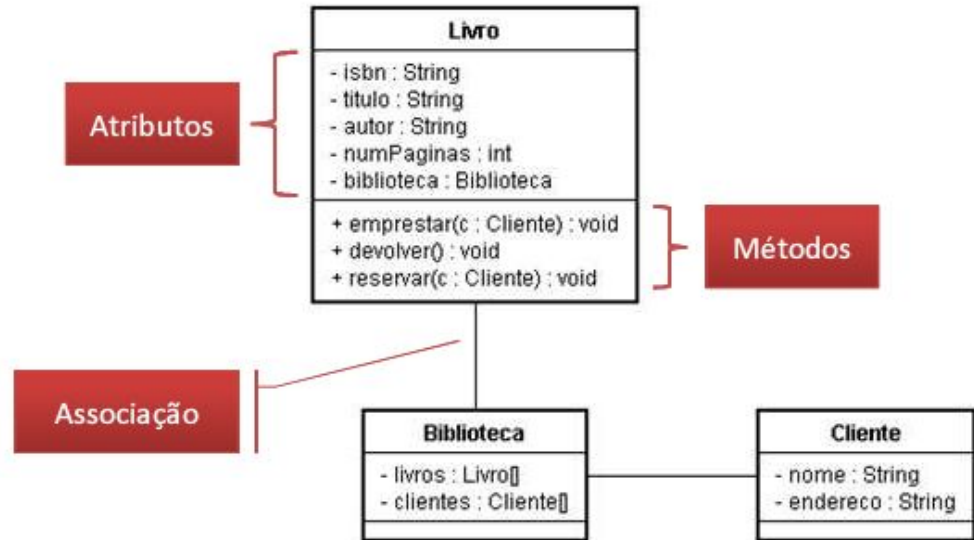 Livro
- isbn : String
- titulo : String
- autor : String
- numPaginas : int
- biblioteca : Biblioteca
+ emprestar(c : Cliente) : void
+ devolver() : void
+ reservar(c : Cliente) : void
Atributos
Métodos
Associação
Biblioteca
- livros : Livro[]
- clientes : Cliente[]
Cliente
- nome : String
- endereco : String